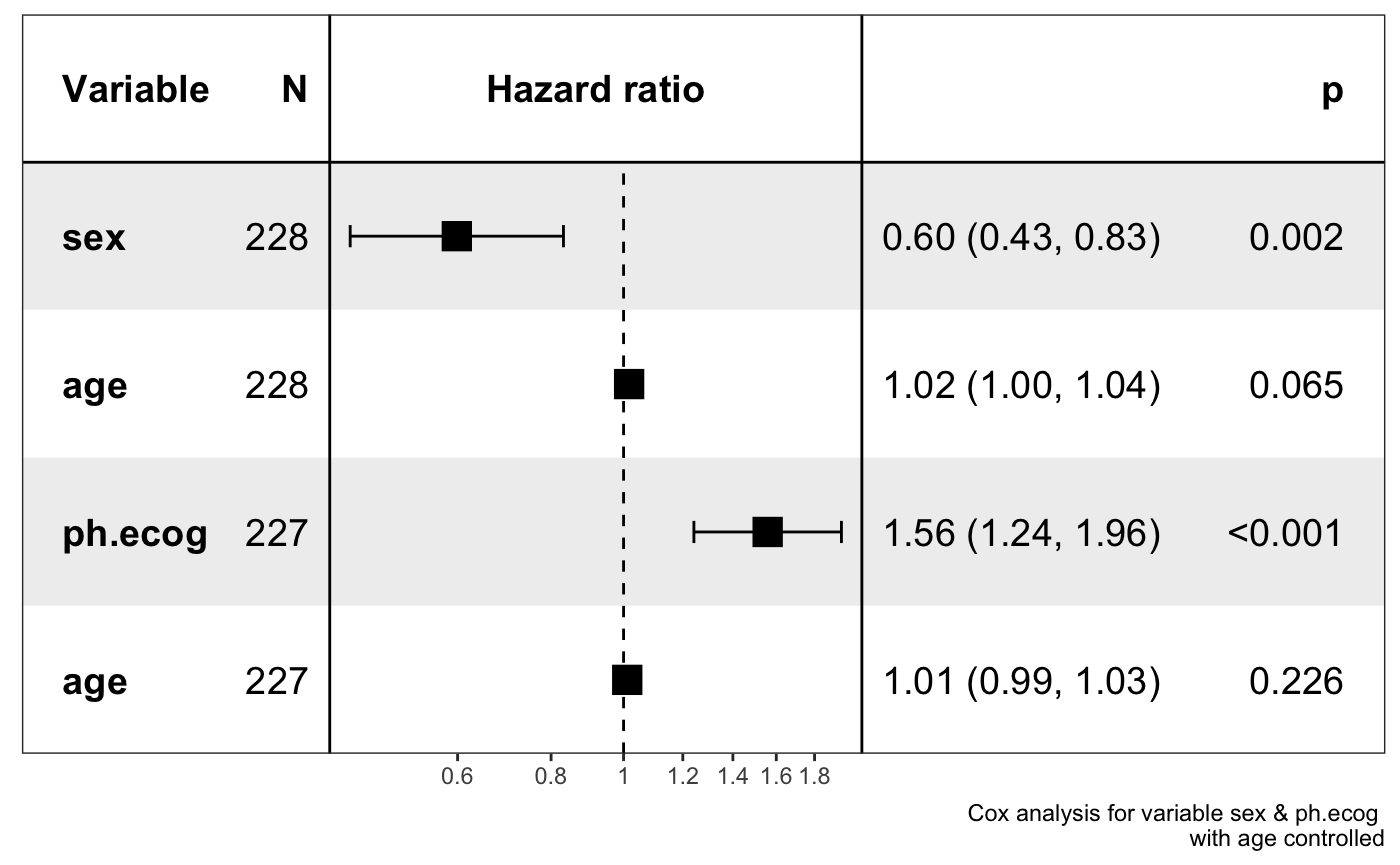 Variable N Hazard ratio p
sex 228 0.60 (0.43, 0.83) 0.002
age 228 1.02 (1.00, 1.04) 0.065
ph.ecog 227 1.56 (1.24, 1.96) <0.001
age 227 1.01 (0.99, 1.03) 0.226
0.6 0.8 1 1.2 1.4 1.6 1.8
Cox analysis for variable sex & ph.ecog
with age controlled